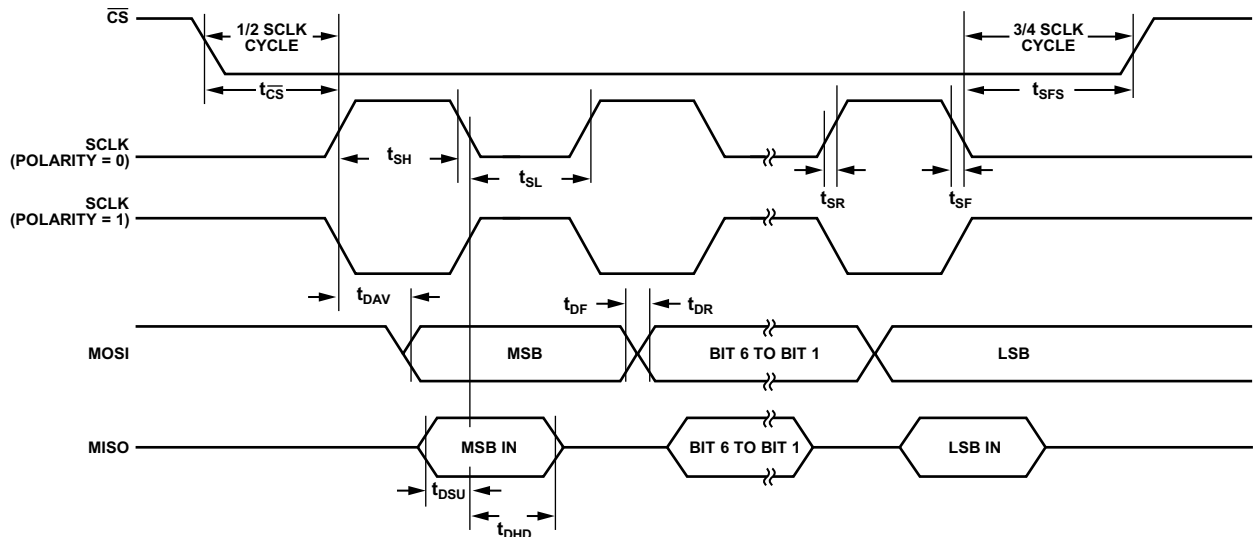 CS
1/2 SCLK
CYCLE
3/4 SCLK
CYCLE
tCS
tSFS
SCLK
(POLARITY = 0)
tSH
tSL
tSR
tSF
SCLK
(POLARITY = 1)
tDAV
tDF
tDR
MOSI
MSB
BIT 6 TO BIT 1
LSB
MISO
MSB IN
BIT 6 TO BIT 1
LSB IN
tDSU
tDHD